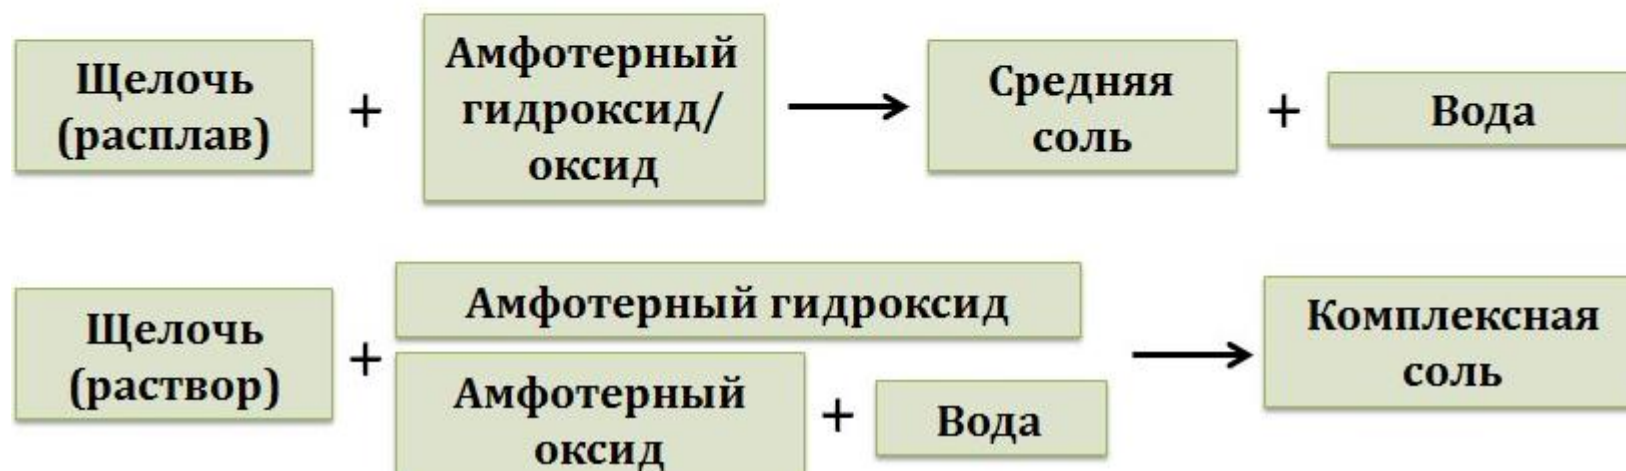 Щелочь
(расплав)
+
Амфотерный
гидроксид/
оксид
Средняя
соль
+
Вода
Щелочь
(раствор)
+
Амфотерный гидроксид
Амфотерный
оксид
+
Вода
Комплексная
соль